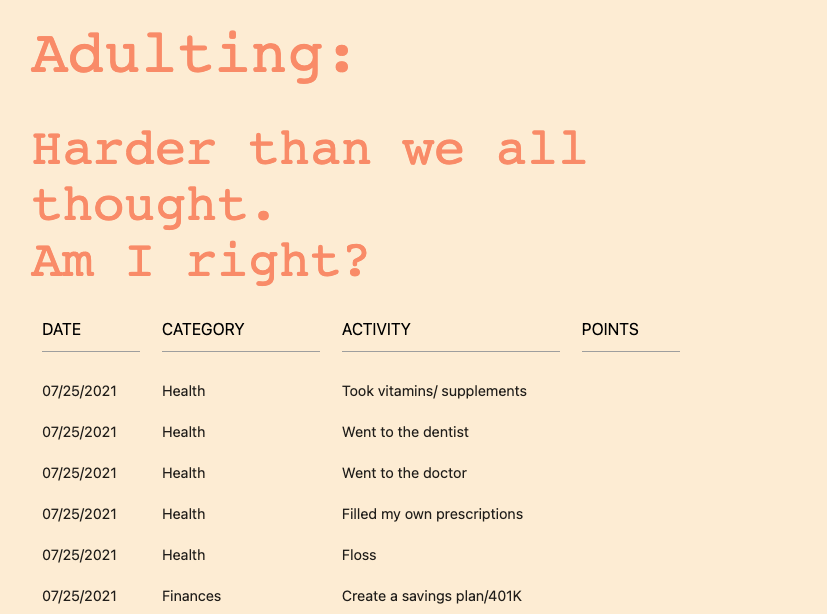 Adulting:
Harder than we all
thought.
Am I right?
DATE CATEGORY ACTIVITY POINTS
07/25/2021 Health Took vitamins/ supplements
07/25/2021 Health Went to the dentist
07/25/2021 Health Went to the doctor
07/25/2021 Health Filled my own prescriptions
07/25/2021 Health Floss
07/25/2021 Finances Create a savings plan/401K